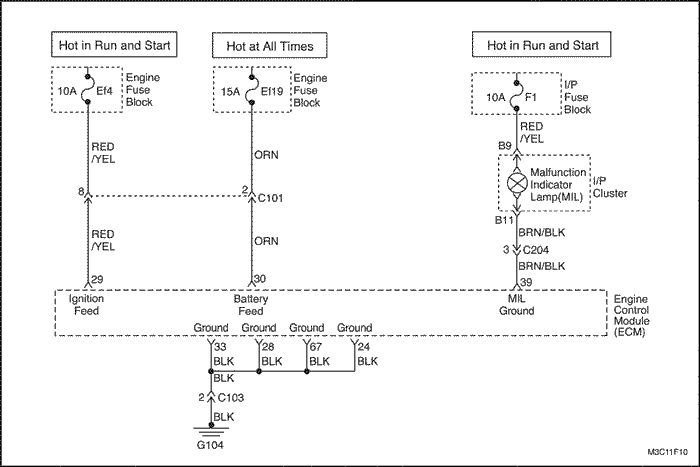 Hot in Run and Start
Hot at All Times
Hot in Run and Start
10A Ef4
Engine
Fuse
Block
15A Ef19
Engine
Fuse
Block
10A F1
I/P
Fuse
Block
RED
/YEL
ORN
RED
/YEL
B9
Malfunction
Indicator
Lamp(MIL)
I/P
Cluster
8
2 C101
B11
RED
/YEL
ORN
BRN/BLK
3 C204
BRN/BLK
29
30
39
Ignition
Feed
Battery
Feed
MIL
Ground
Engine
Control
Module
(ECM)
Ground Ground Ground Ground
33 28 67 24
BLK BLK BLK BLK
BLK
2 C103
BLK
G104
M3C11F10